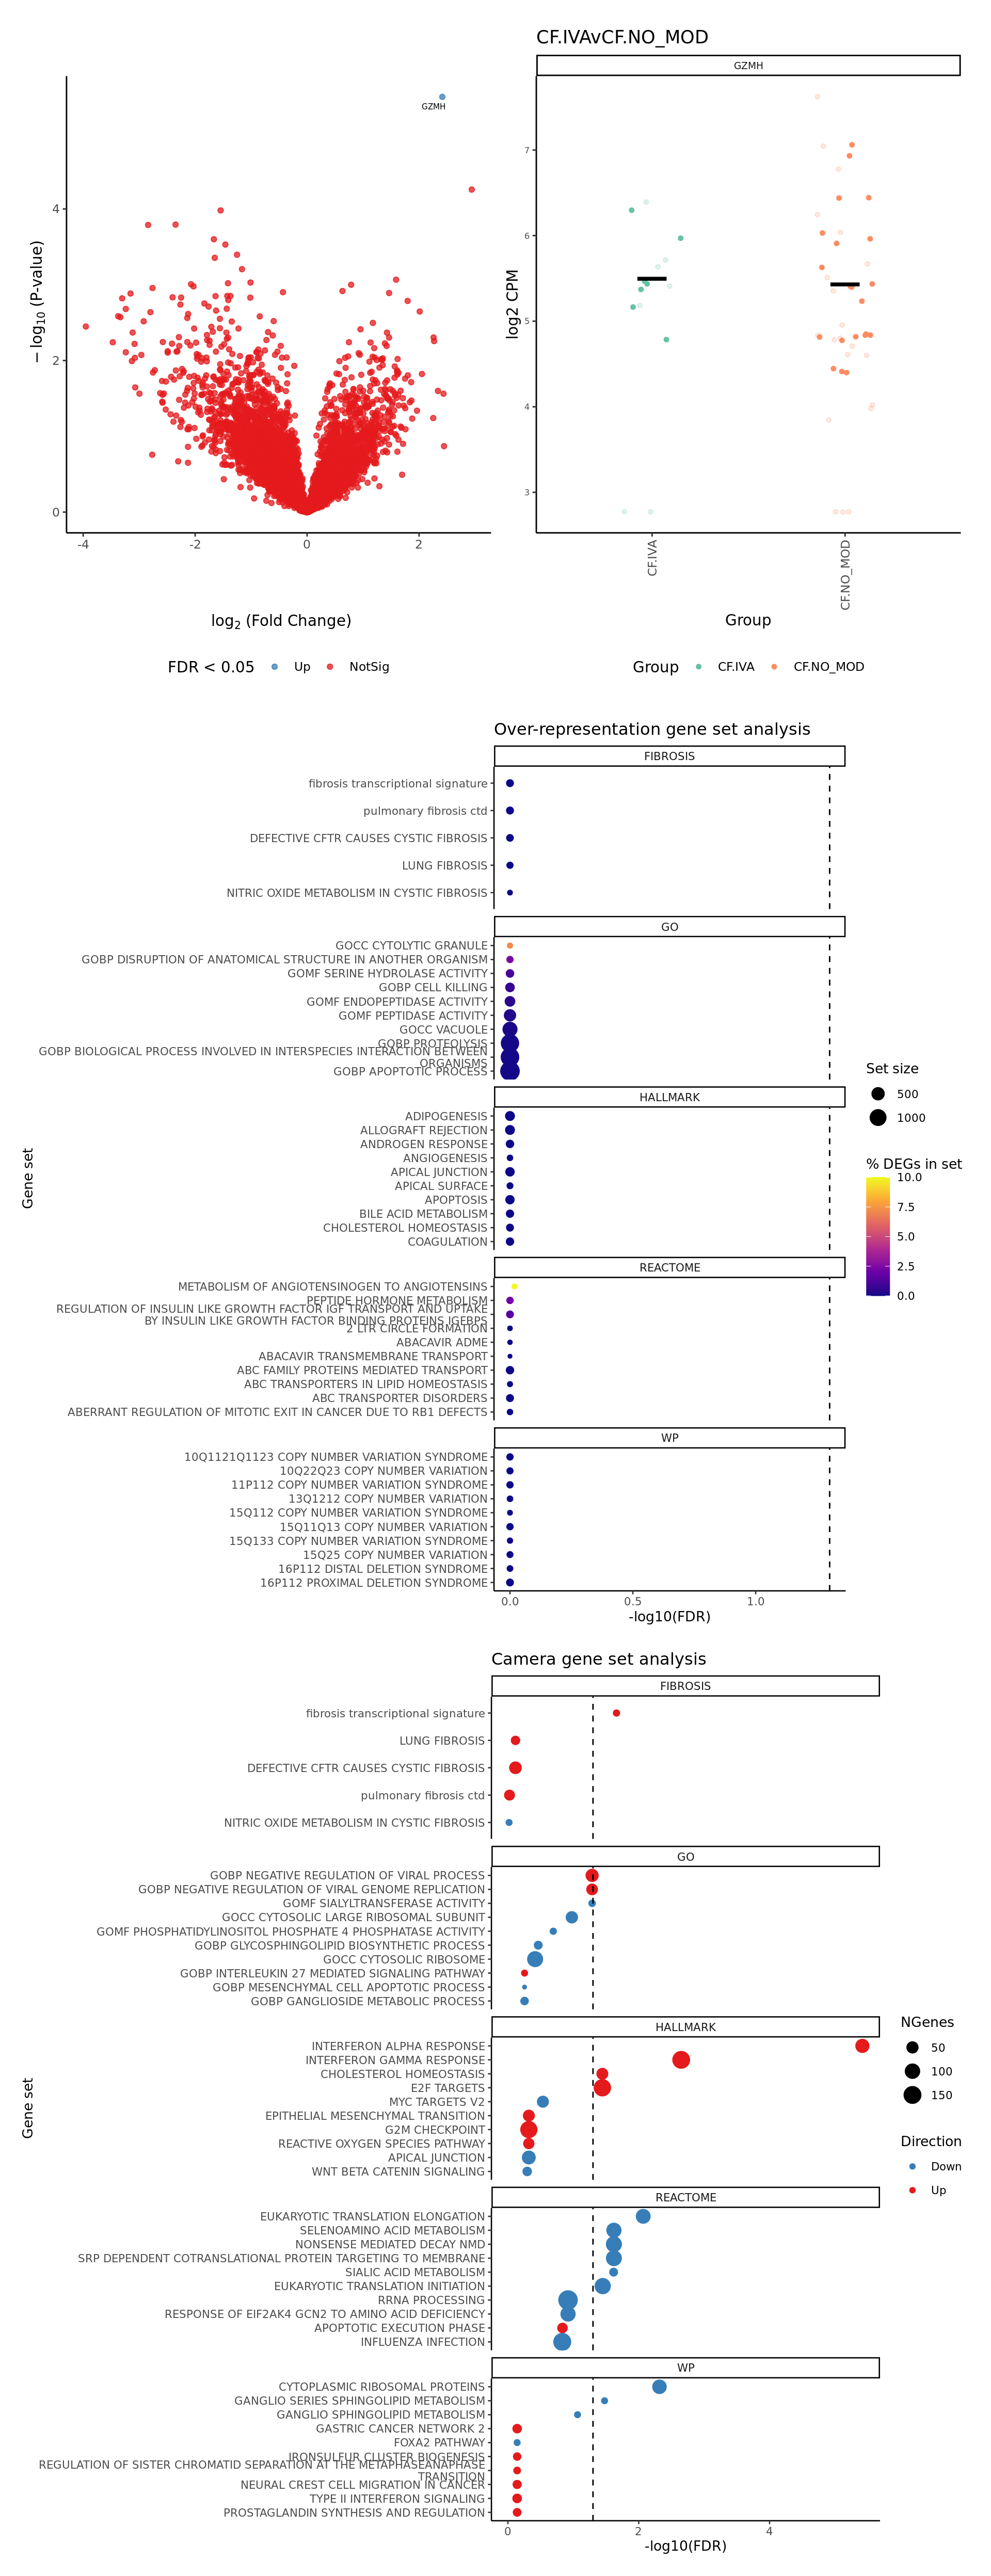 CF.IVAvCF.NO_MOD
GZMH
GZMH
− log10 (P-value)
4
2
0
-4
-2
0
2
log2 (Fold Change)
FDR < 0.05
Up
NotSig
log2 CPM
7
6
5
4
3
CF.IVA
CF.NO_MOD
Group
Group
CF.IVA
CF.NO_MOD
Over-representation gene set analysis
Gene set
FIBROSIS
fibrosis transcriptional signature
pulmonary fibrosis ctd
DEFECTIVE CFTR CAUSES CYSTIC FIBROSIS
LUNG FIBROSIS
NITRIC OXIDE METABOLISM IN CYSTIC FIBROSIS
GO
GOCC CYTOLYTIC GRANULE
GOBP DISRUPTION OF ANATOMICAL STRUCTURE IN ANOTHER ORGANISM
GOMF SERINE HYDROLASE ACTIVITY
GOBP CELL KILLING
GOMF ENDOPEPTIDASE ACTIVITY
GOMF PEPTIDASE ACTIVITY
GOCC VACUOLE
GOBP PROTEOLYSIS
GOBP BIOLOGICAL PROCESS INVOLVED IN INTERSPECIES INTERACTION BETWEEN
ORGANISMS
GOBP APOPTOTIC PROCESS
HALLMARK
ADIPOGENESIS
ALLOGRAFT REJECTION
ANDROGEN RESPONSE
ANGIOGENESIS
APICAL JUNCTION
APICAL SURFACE
APOPTOSIS
BILE ACID METABOLISM
CHOLESTEROL HOMEOSTASIS
COAGULATION
REACTOME
METABOLISM OF ANGIOTENSINOGEN TO ANGIOTENSINS
PEPTIDE HORMONE METABOLISM
REGULATION OF INSULIN LIKE GROWTH FACTOR IGF TRANSPORT AND UPTAKE
BY INSULIN LIKE GROWTH FACTOR BINDING PROTEINS IGFBPS
2 LTR CIRCLE FORMATION
ABACAVIR ADME
ABACAVIR TRANSMEMBRANE TRANSPORT
ABC FAMILY PROTEINS MEDIATED TRANSPORT
ABC TRANSPORTERS IN LIPID HOMEOSTASIS
ABC TRANSPORTER DISORDERS
ABERRANT REGULATION OF MITOTIC EXIT IN CANCER DUE TO RB1 DEFECTS
WP
10Q1121Q1123 COPY NUMBER VARIATION SYNDROME
10Q22Q23 COPY NUMBER VARIATION
11P112 COPY NUMBER VARIATION SYNDROME
13Q1212 COPY NUMBER VARIATION
15Q112 COPY NUMBER VARIATION SYNDROME
15Q11Q13 COPY NUMBER VARIATION
15Q133 COPY NUMBER VARIATION SYNDROME
15Q25 COPY NUMBER VARIATION
16P112 DISTAL DELETION SYNDROME
16P112 PROXIMAL DELETION SYNDROME
0.0
0.5
1.0
-log10(FDR)
Set size
500
1000
% DEGs in set
10.0
7.5
5.0
2.5
0.0
Camera gene set analysis
Gene set
FIBROSIS
fibrosis transcriptional signature
LUNG FIBROSIS
DEFECTIVE CFTR CAUSES CYSTIC FIBROSIS
pulmonary fibrosis ctd
NITRIC OXIDE METABOLISM IN CYSTIC FIBROSIS
GO
GOBP NEGATIVE REGULATION OF VIRAL PROCESS
GOBP NEGATIVE REGULATION OF VIRAL GENOME REPLICATION
GOMF SIALYLTRANSFERASE ACTIVITY
GOCC CYTOSOLIC LARGE RIBOSOMAL SUBUNIT
GOMF PHOSPHATIDYLINOSITOL PHOSPHATE 4 PHOSPHATASE ACTIVITY
GOBP GLYCOSPHINGOLIPID BIOSYNTHETIC PROCESS
GOCC CYTOSOLIC RIBOSOME
GOBP INTERLEUKIN 27 MEDIATED SIGNALING PATHWAY
GOBP MESENCHYMAL CELL APOPTOTIC PROCESS
GOBP GANGLIOSIDE METABOLIC PROCESS
HALLMARK
INTERFERON ALPHA RESPONSE
INTERFERON GAMMA RESPONSE
CHOLESTEROL HOMEOSTASIS
E2F TARGETS
MYC TARGETS V2
EPITHELIAL MESENCHYMAL TRANSITION
G2M CHECKPOINT
REACTIVE OXYGEN SPECIES PATHWAY
APICAL JUNCTION
WNT BETA CATENIN SIGNALING
REACTOME
EUKARYOTIC TRANSLATION ELONGATION
SELENOAMINO ACID METABOLISM
NONSENSE MEDIATED DECAY NMD
SRP DEPENDENT COTRANSLATIONAL PROTEIN TARGETING TO MEMBRANE
SIALIC ACID METABOLISM
EUKARYOTIC TRANSLATION INITIATION
RRNA PROCESSING
RESPONSE OF EIF2AK4 GCN2 TO AMINO ACID DEFICIENCY
APOPTOTIC EXECUTION PHASE
INFLUENZA INFECTION
WP
CYTOPLASMIC RIBOSOMAL PROTEINS
GANGLIO SERIES SPHINGOLIPID METABOLISM
GANGLIO SPHINGOLIPID METABOLISM
GASTRIC CANCER NETWORK 2
FOXA2 PATHWAY
IRONSULFUR CLUSTER BIOGENESIS
REGULATION OF SISTER CHROMATID SEPARATION AT THE METAPHASEANAPHASE
TRANSITION
NEURAL CREST CELL MIGRATION IN CANCER
TYPE II INTERFERON SIGNALING
PROSTAGLANDIN SYNTHESIS AND REGULATION
0
2
4
-log10(FDR)
NGenes
50
100
150
Direction
Down
Up